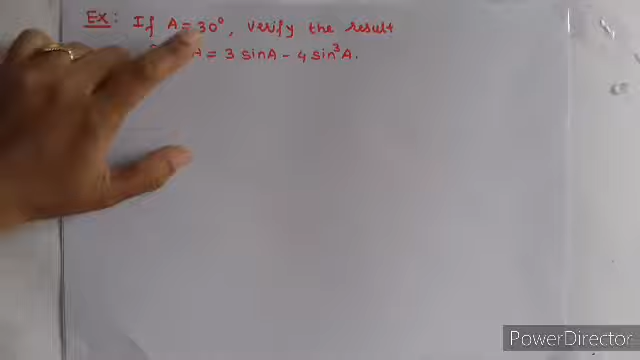 Ex: If A = 30°, Verify the result
A = 3 sinA - 4 sin³A.
PowerDirector